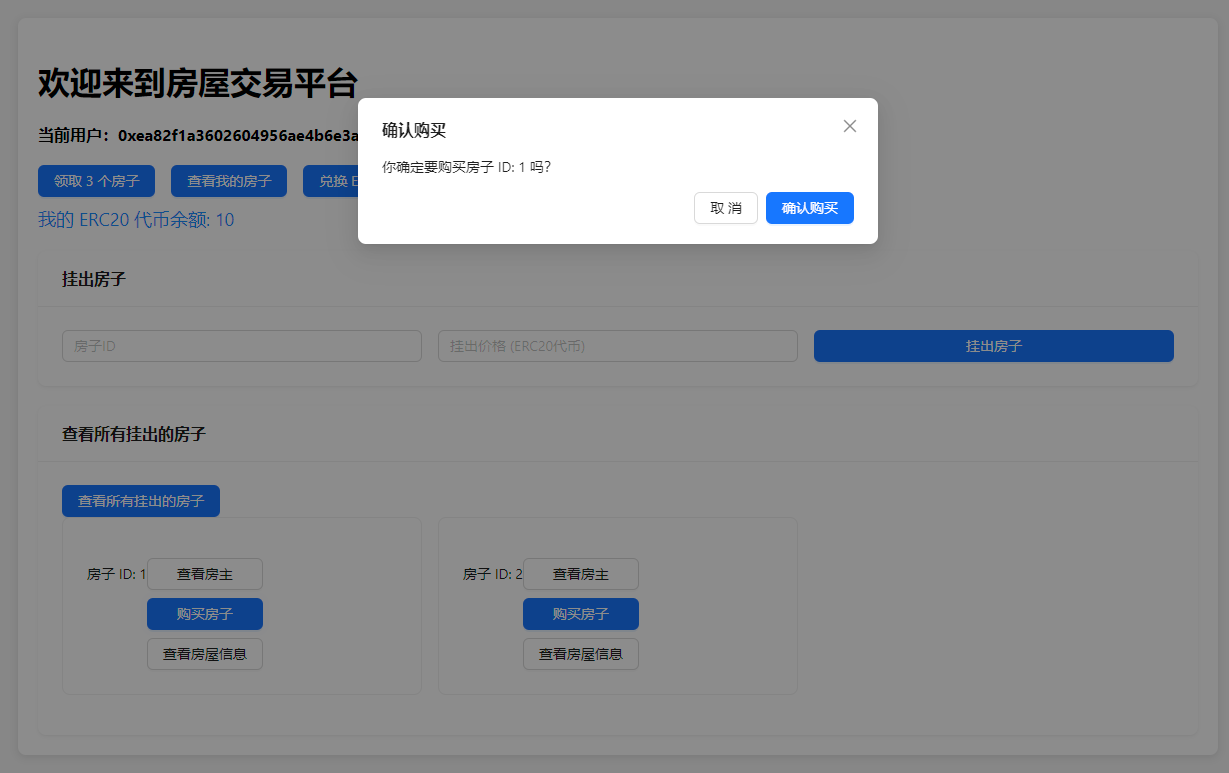 欢迎来到房屋交易平台
当前用户：0xea82f1a3602604956ae4b6e3a
领取 3 个房子
查看我的房子
兑换 E
我的 ERC20 代币余额: 10
确认购买
你确定要购买房子 ID: 1 吗?
取 消
确认购买
挂出房子
房子ID
挂出价格 (ERC20代币)
挂出房子
查看所有挂出的房子
查看所有挂出的房子
房子 ID: 1
查看房主
购买房子
查看房屋信息
房子 ID: 2
查看房主
购买房子
查看房屋信息